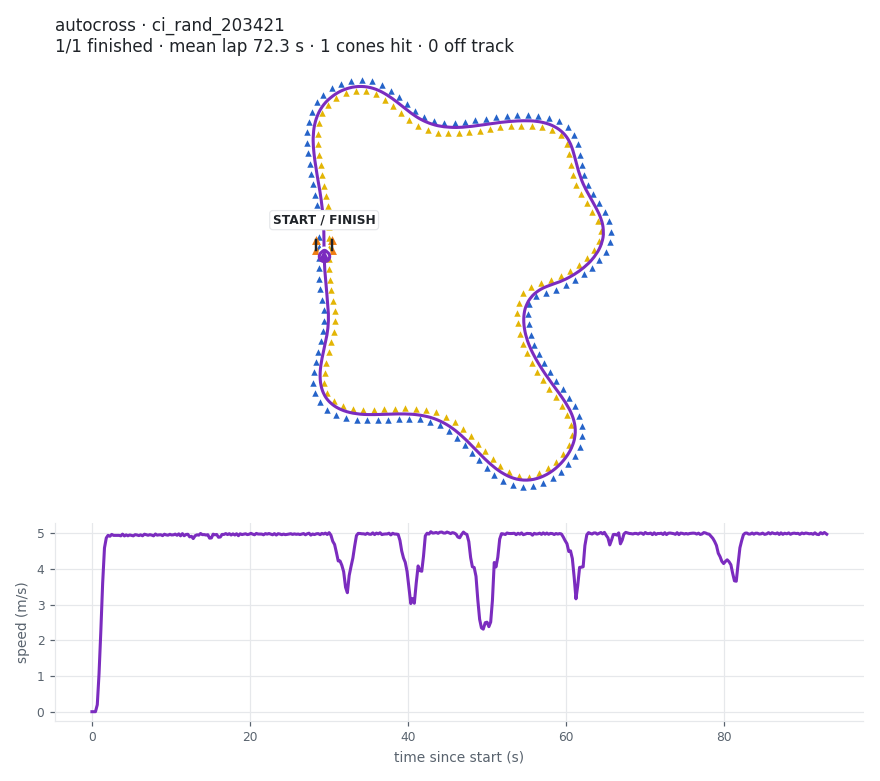 autocross · ci_rand_203421
1/1 finished · mean lap 72.3 s · 1 cones hit · 0 off track
START / FINISH
5
4
3
2
1
0
speed (m/s)
0 20 40 60 80
time since start (s)